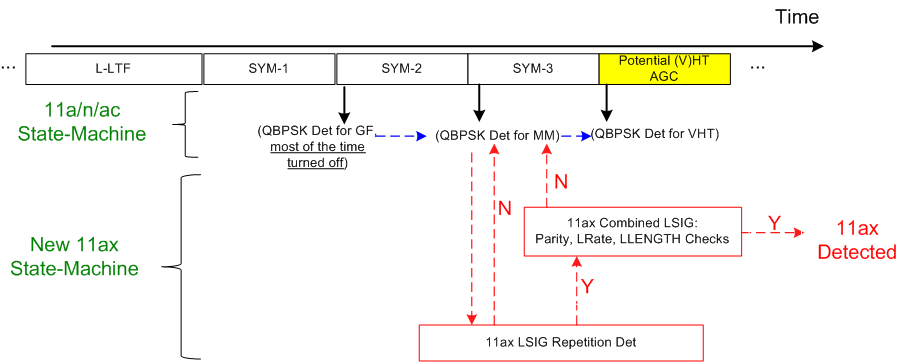 Time
... L-LTF SYM-1 SYM-2 SYM-3 Potential (V)HT AGC ...
11a/n/ac
State-Machine
(QBPSK Det for GF,
most of the time
turned off)
(QBPSK Det for MM)
(QBPSK Det for VHT)
N
N
11ax Combined LSIG:
Parity, LRate, LLENGTH Checks
Y
11ax
Detected
New 11ax
State-Machine
Y
11ax LSIG Repetition Det